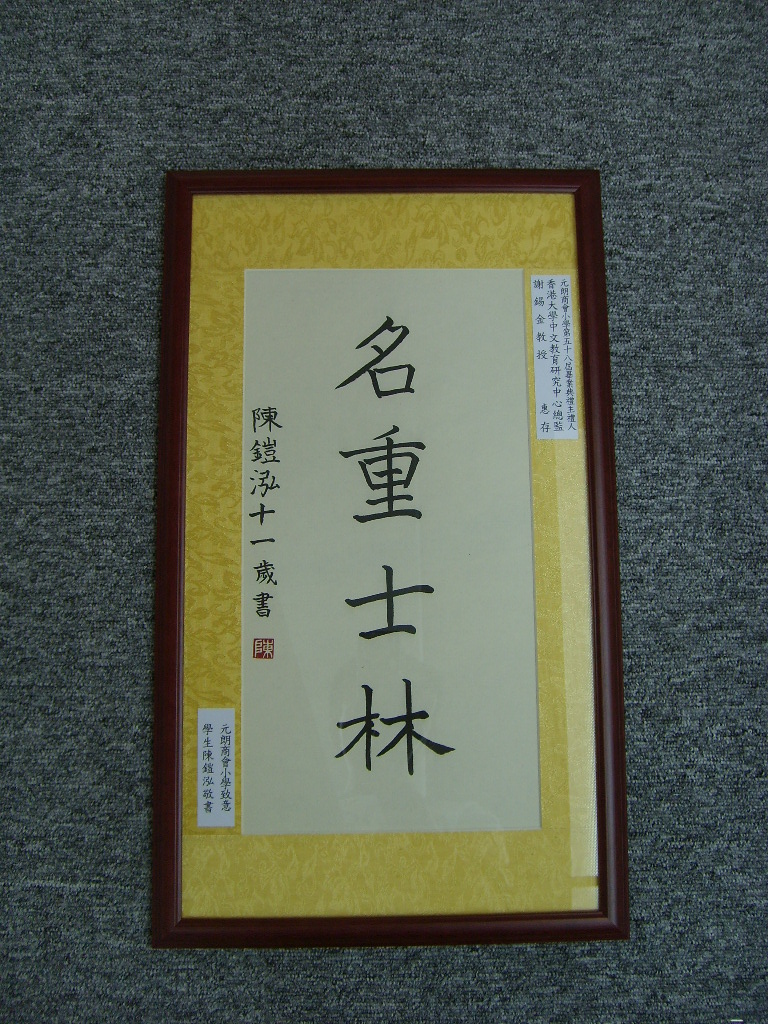 元朗商會小學第五十八屆畢業典禮主禮人
香港大學中文教育研究中心總監
謝錫金教授 惠存
名重士林
陳鎧泓十一歲書
陳
元朗商會小學致意
學生陳鎧泓敬書